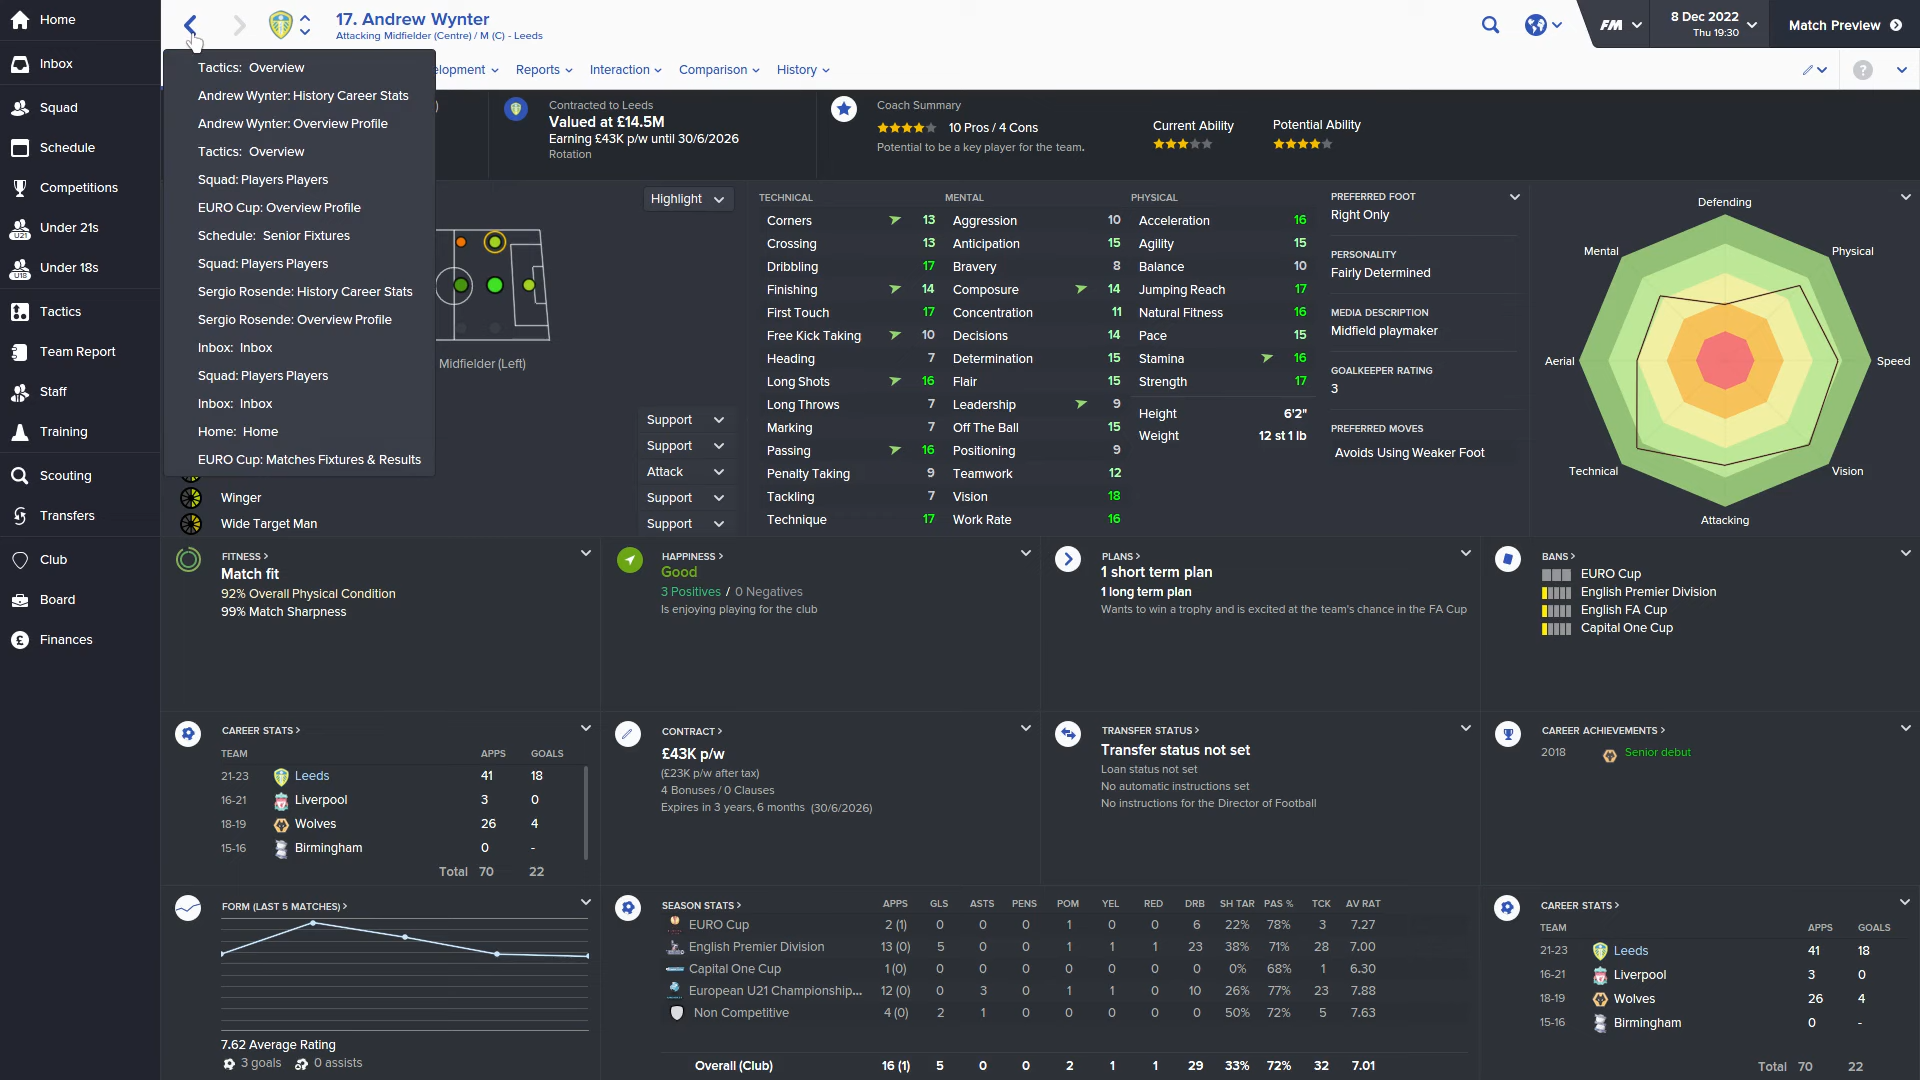 Home
Inbox
Squad
Schedule
Competitions
U21
Under 21s
U18
Under 18s
Tactics
Team Report
Staff
Training
Scouting
Transfers
Club
Board
Finances
17. Andrew Wynter
Attacking Midfielder (Centre) / M (C) - Leeds
FM
8 Dec 2022
Thu 19:30
Match Preview
Tactics: Overview
Andrew Wynter: History Career Stats
Andrew Wynter: Overview Profile
Tactics: Overview
Squad: Players Players
EURO Cup: Overview Profile
Schedule: Senior Fixtures
Squad: Players Players
Sergio Rosende: History Career Stats
Sergio Rosende: Overview Profile
Inbox: Inbox
Squad: Players Players
Inbox: Inbox
Home: Home
EURO Cup: Matches Fixtures & Results
elopment Reports Interaction Comparison History
?
)
Contracted to Leeds
Valued at £14.5M
Earning £43K p/w until 30/6/2026
Rotation
Coach Summary
10 Pros / 4 Cons
Potential to be a key player for the team.
Current Ability
Potential Ability
Highlight
Midfielder (Left)
Support
Support
Attack
Winger Support
Wide Target Man Support
TECHNICAL
Corners 13
Crossing 13
Dribbling 17
Finishing 14
First Touch 17
Free Kick Taking 10
Heading 7
Long Shots 16
Long Throws 7
Marking 7
Passing 16
Penalty Taking 9
Tackling 7
Technique 17
MENTAL
Aggression 10
Anticipation 15
Bravery 8
Composure 14
Concentration 11
Decisions 14
Determination 15
Flair 15
Leadership 9
Off The Ball 15
Positioning 9
Teamwork 12
Vision 18
Work Rate 16
PHYSICAL
Acceleration 16
Agility 15
Balance 10
Jumping Reach 17
Natural Fitness 16
Pace 15
Stamina 16
Strength 17
Height 6'2"
Weight 12 st 1 lb
PREFERRED FOOT
Right Only
PERSONALITY
Fairly Determined
MEDIA DESCRIPTION
Midfield playmaker
GOALKEEPER RATING
3
PREFERRED MOVES
Avoids Using Weaker Foot
Defending
Mental
Physical
Aerial
Speed
Technical
Vision
Attacking
FITNESS >
Match fit
92% Overall Physical Condition
99% Match Sharpness
HAPPINESS >
Good
3 Positives / 0 Negatives
Is enjoying playing for the club
PLANS >
1 short term plan
1 long term plan
Wants to win a trophy and is excited at the team's chance in the FA Cup
BANS >
EURO Cup
English Premier Division
English FA Cup
Capital One Cup
CAREER STATS >
TEAM APPS GOALS
21-23 Leeds 41 18
16-21 Liverpool 3 0
18-19 Wolves 26 4
15-16 Birmingham 0 -
Total 70 22
CONTRACT >
£43K p/w
(£23K p/w after tax)
4 Bonuses / 0 Clauses
Expires in 3 years, 6 months (30/6/2026)
TRANSFER STATUS >
Transfer status not set
Loan status not set
No automatic instructions set
No instructions for the Director of Football
CAREER ACHIEVEMENTS >
2018 Senior debut
FORM (LAST 5 MATCHES) >
7.62 Average Rating
3 goals 0 assists
SEASON STATS > APPS GLS ASTS PENS POM YEL RED DRB SH TAR PAS % TCK AV RAT
EURO Cup 2 (1) 0 0 0 1 0 0 6 22% 78% 3 7.27
English Premier Division 13 (0) 5 0 0 1 1 1 23 38% 71% 28 7.00
Capital One Cup 1 (0) 0 0 0 0 0 0 0 0% 68% 1 6.30
European U21 Championship... 12 (0) 0 3 0 1 1 0 10 26% 77% 23 7.88
Non Competitive 4 (0) 2 1 0 0 0 0 0 50% 72% 5 7.63
Overall (Club) 16 (1) 5 0 0 2 1 1 29 33% 72% 32 7.01
CAREER STATS >
TEAM APPS GOALS
21-23 Leeds 41 18
16-21 Liverpool 3 0
18-19 Wolves 26 4
15-16 Birmingham 0 -
Total 70 22